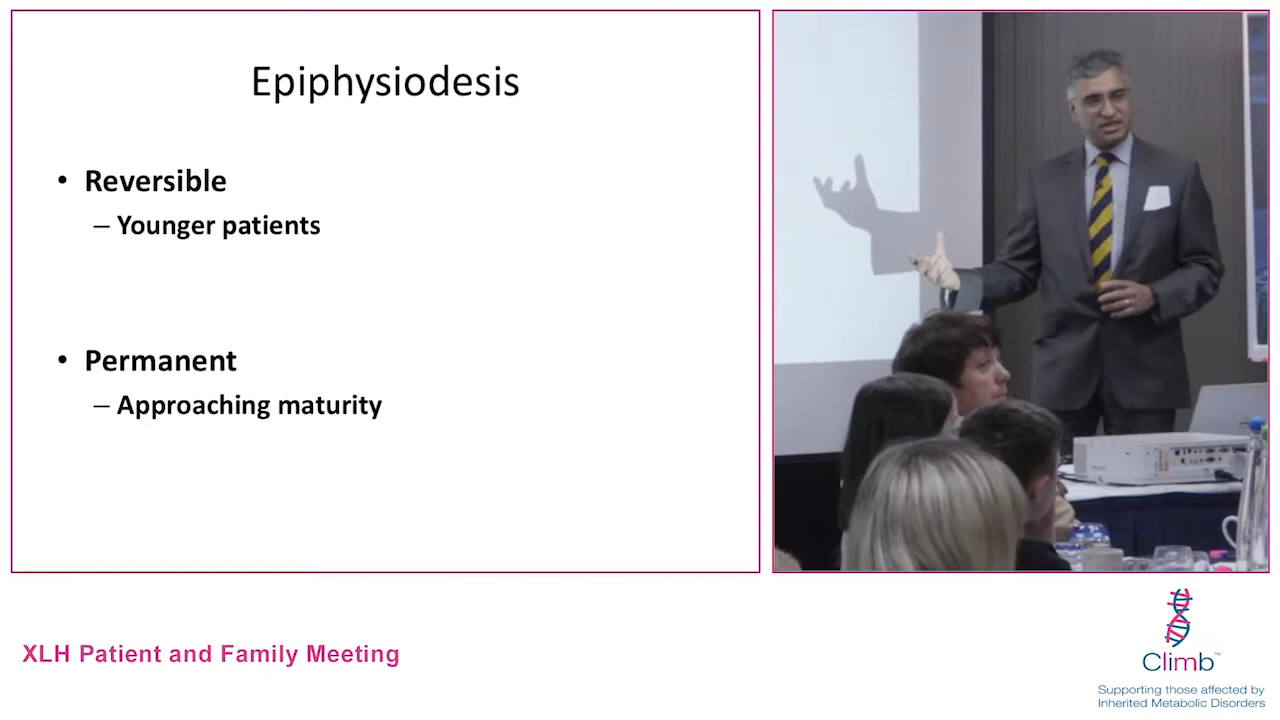 Epiphysiodesis
• Reversible
– Younger patients
• Permanent
– Approaching maturity
XLH Patient and Family Meeting
Climb™
Supporting those affected by
Inherited Metabolic Disorders